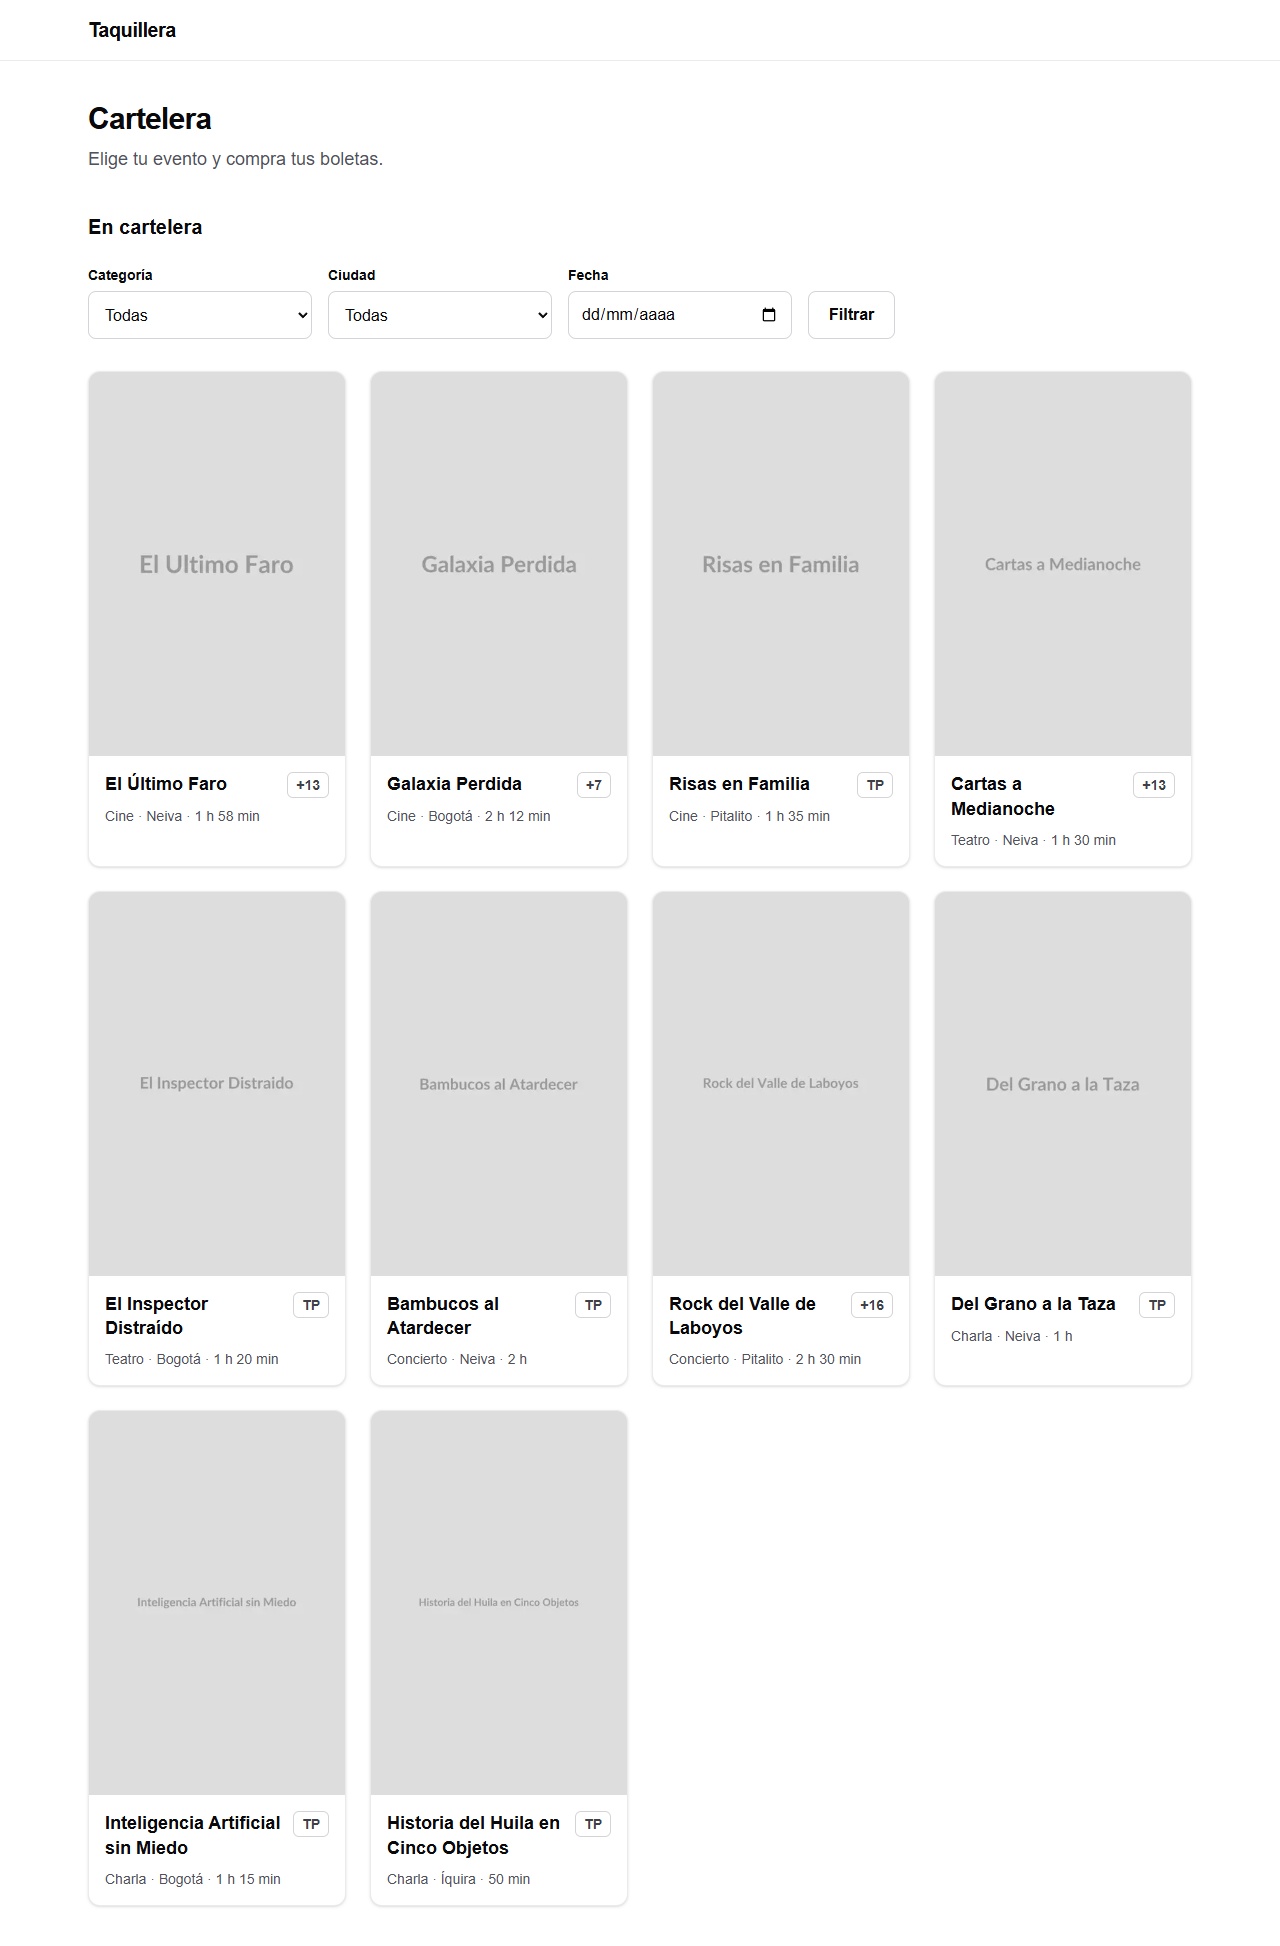 Taquillera
Cartelera
Elige tu evento y compra tus boletas.
En cartelera
Categoría
Ciudad
Fecha
Todas
Todas
dd/mm/aaaa
Filtrar
El Ultimo Faro
Galaxia Perdida
Risas en Familia
Cartas a Medianoche
El Último Faro
+13
Cine · Neiva · 1 h 58 min
Galaxia Perdida
+7
Cine · Bogotá · 2 h 12 min
Risas en Familia
TP
Cine · Pitalito · 1 h 35 min
Cartas a
Medianoche
+13
Teatro · Neiva · 1 h 30 min
El Inspector Distraido
Bambucos al Atardecer
Rock del Valle de Laboyos
Del Grano a la Taza
El Inspector
Distraído
TP
Teatro · Bogotá · 1 h 20 min
Bambucos al
Atardecer
TP
Concierto · Neiva · 2 h
Rock del Valle de
Laboyos
+16
Concierto · Pitalito · 2 h 30 min
Del Grano a la Taza
TP
Charla · Neiva · 1 h
Inteligencia Artificial sin Miedo
Historia del Huila en Cinco Objetos
Inteligencia Artificial
sin Miedo
TP
Charla · Bogotá · 1 h 15 min
Historia del Huila en
Cinco Objetos
TP
Charla · Íquira · 50 min